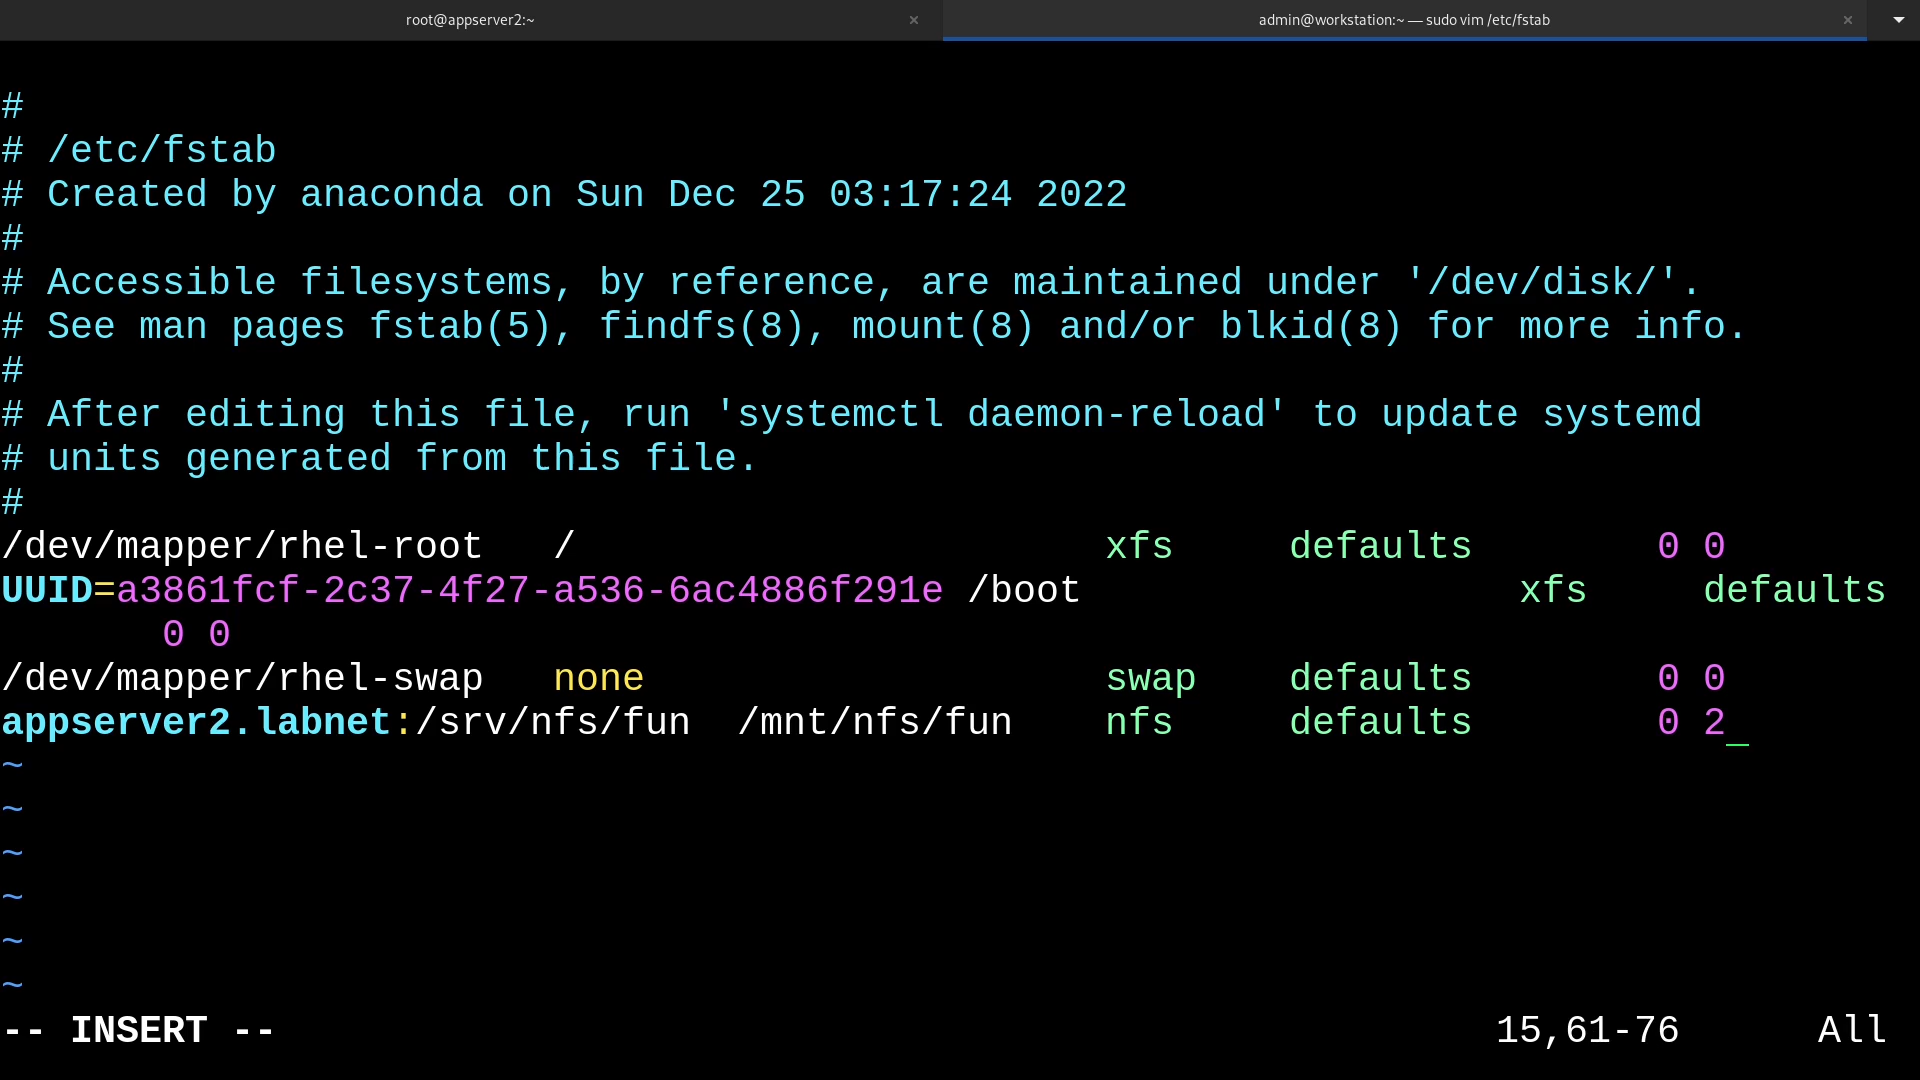 root@appserver2:~ × admin@workstation:~ — sudo vim /etc/fstab ×
#
# /etc/fstab
# Created by anaconda on Sun Dec 25 03:17:24 2022
#
# Accessible filesystems, by reference, are maintained under '/dev/disk/'.
# See man pages fstab(5), findfs(8), mount(8) and/or blkid(8) for more info.
#
# After editing this file, run 'systemctl daemon-reload' to update systemd
# units generated from this file.
#
/dev/mapper/rhel-root   /                       xfs     defaults        0 0
UUID=a3861fcf-2c37-4f27-a536-6ac4886f291e /boot                   xfs     defaults
       0 0
/dev/mapper/rhel-swap   none                    swap    defaults        0 0
appserver2.labnet:/srv/nfs/fun  /mnt/nfs/fun    nfs     defaults        0 2_
~
~
~
~
~
~
-- INSERT --                                                     15,61-76      All